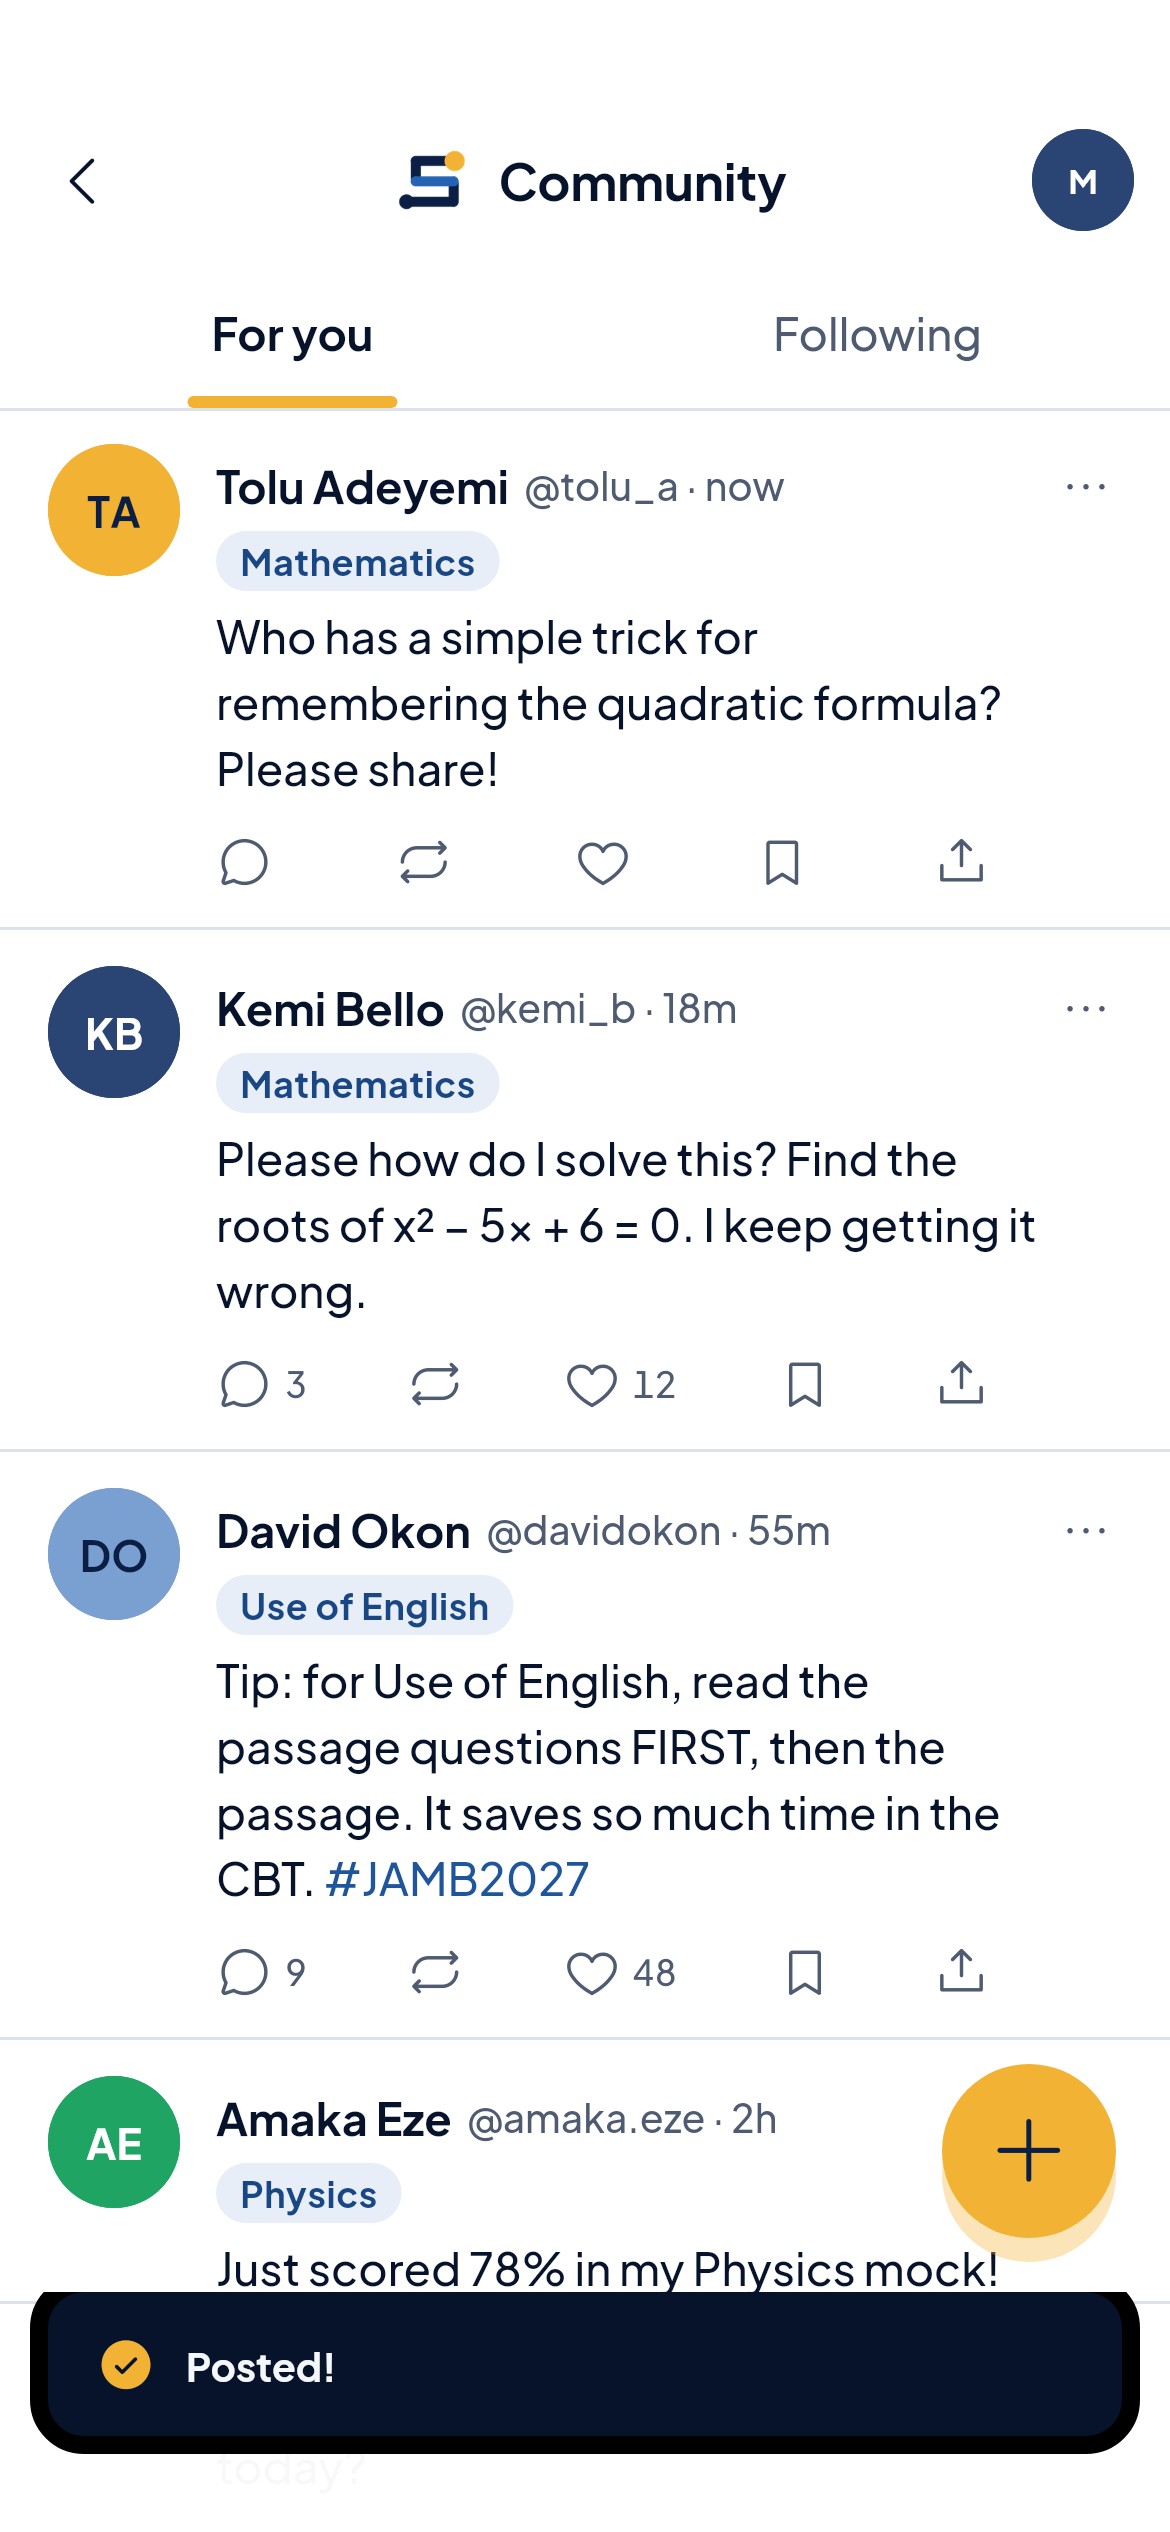 Community
M
For you
Following
TA
Tolu Adeyemi @tolu_a · now
Mathematics
Who has a simple trick for
remembering the quadratic formula?
Please share!
KB
Kemi Bello @kemi_b · 18m
Mathematics
Please how do I solve this? Find the
roots of x² – 5× + 6 = 0. I keep getting it
wrong.
3
12
DO
David Okon @davidokon · 55m
Use of English
Tip: for Use of English, read the
passage questions FIRST, then the
passage. It saves so much time in the
CBT. #JAMB2027
9
48
AE
Amaka Eze @amaka.eze · 2h
Physics
Just scored 78% in my Physics mock!
Posted!
today?